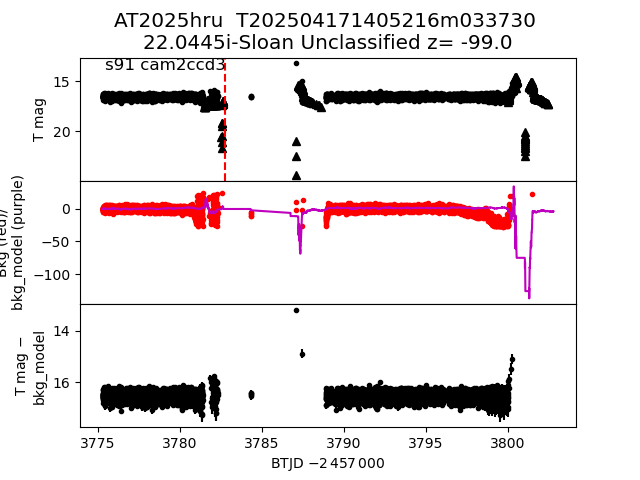 AT2025hru T202504171405216m033730
22.0445i-Sloan Unclassified z= -99.0
s91 cam2ccd3
15
20
T mag
0
−50
−100
Bkg (red)/
bkg_model (purple)
14
16
T mag −
bkg_model
3775 3780 3785 3790 3795 3800
BTJD −2 457 000